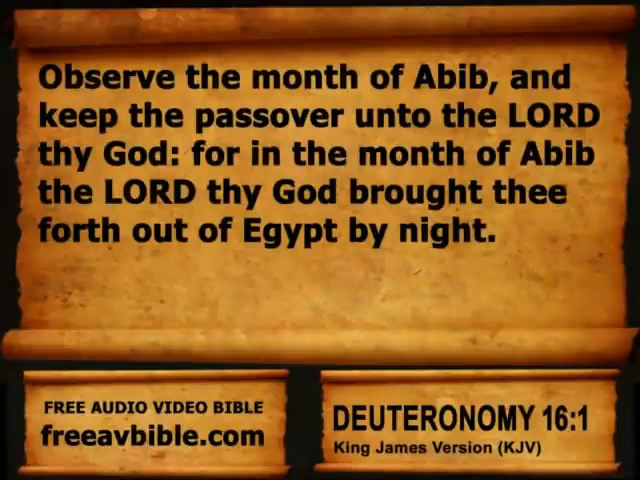 Observe the month of Abib, and
keep the passover unto the LORD
thy God: for in the month of Abib
the LORD thy God brought thee
forth out of Egypt by night.
FREE AUDIO VIDEO BIBLE
freeavbible.com
DEUTERONOMY 16:1
King James Version (KJV)